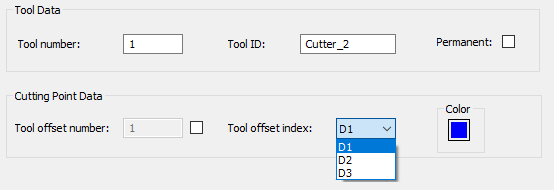 Tool Data
Tool number: 1 Tool ID: Cutter_2 Permanent:
Cutting Point Data
Color
Tool offset number: 1 Tool offset index: D1
D1
D2
D3